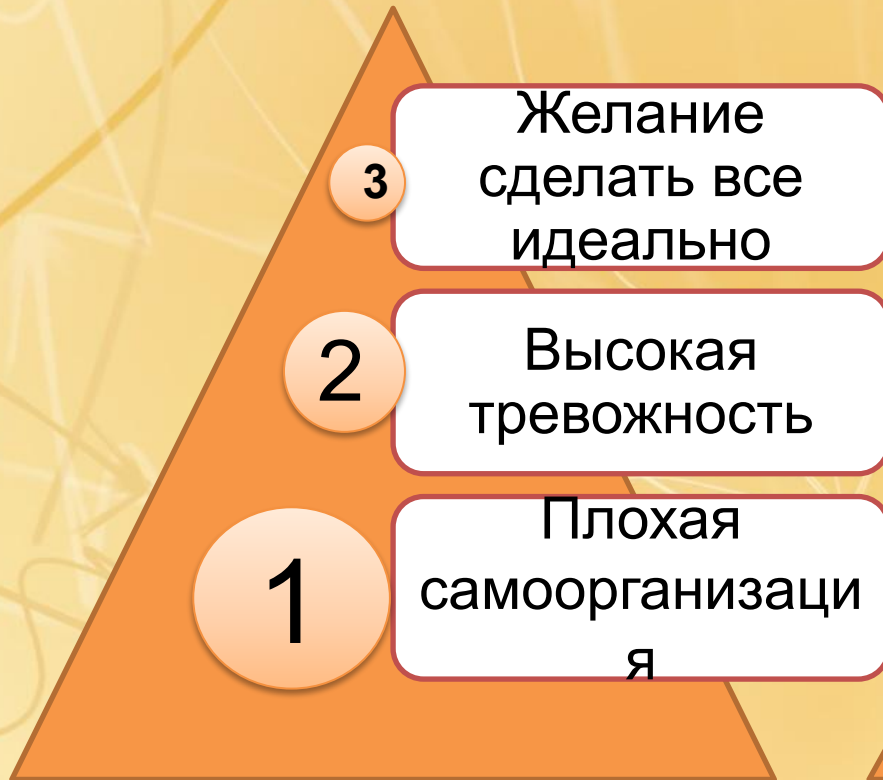 3
Желание
сделать все
идеально
2
Высокая
тревожность
1
Плохая
самоорганизаци
я